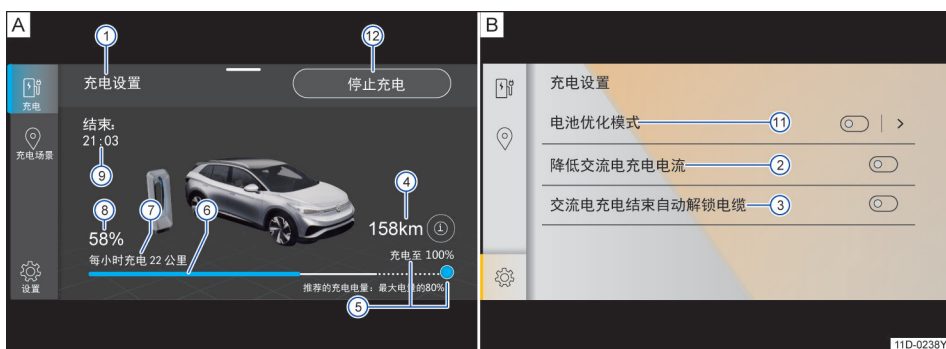 A
1
12
充电设置
停止充电
充电
充电场景
结束:
21:03
9
4
8
7
6
58%
158km
每小时充电 22 公里
充电至 100%
推荐的充电电量：最大电量的80%
5
设置
B
充电设置
电池优化模式
11
降低交流电充电电流
2
交流电充电结束自动解锁电缆
3
11D-0238Y